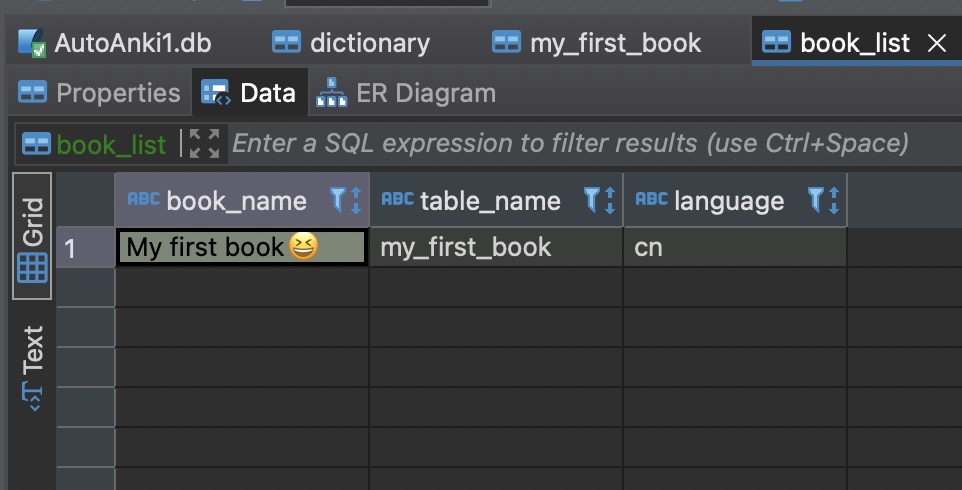 AutoAnki1.db dictionary my_first_book book_list
Properties Data ER Diagram
book_list Enter a SQL expression to filter results (use Ctrl+Space)
Grid
Text
ABC book_name ABC table_name ABC language
1 My first book😆 my_first_book cn